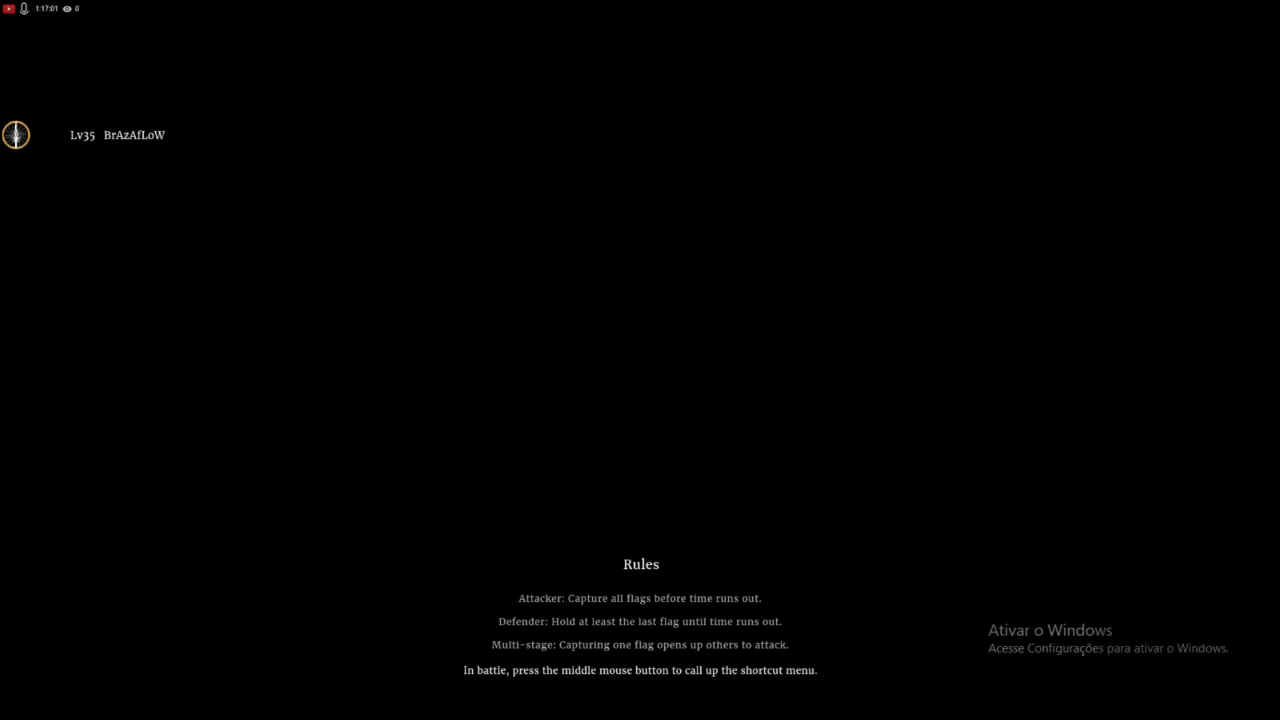 1:17:01 0
Lv35 BrAzAfLoW
Rules
Attacker: Capture all flags before time runs out.
Defender: Hold at least the last flag until time runs out.
Multi-stage: Capturing one flag opens up others to attack.
In battle, press the middle mouse button to call up the shortcut menu.
Ativar o Windows
Acesse Configurações para ativar o Windows.